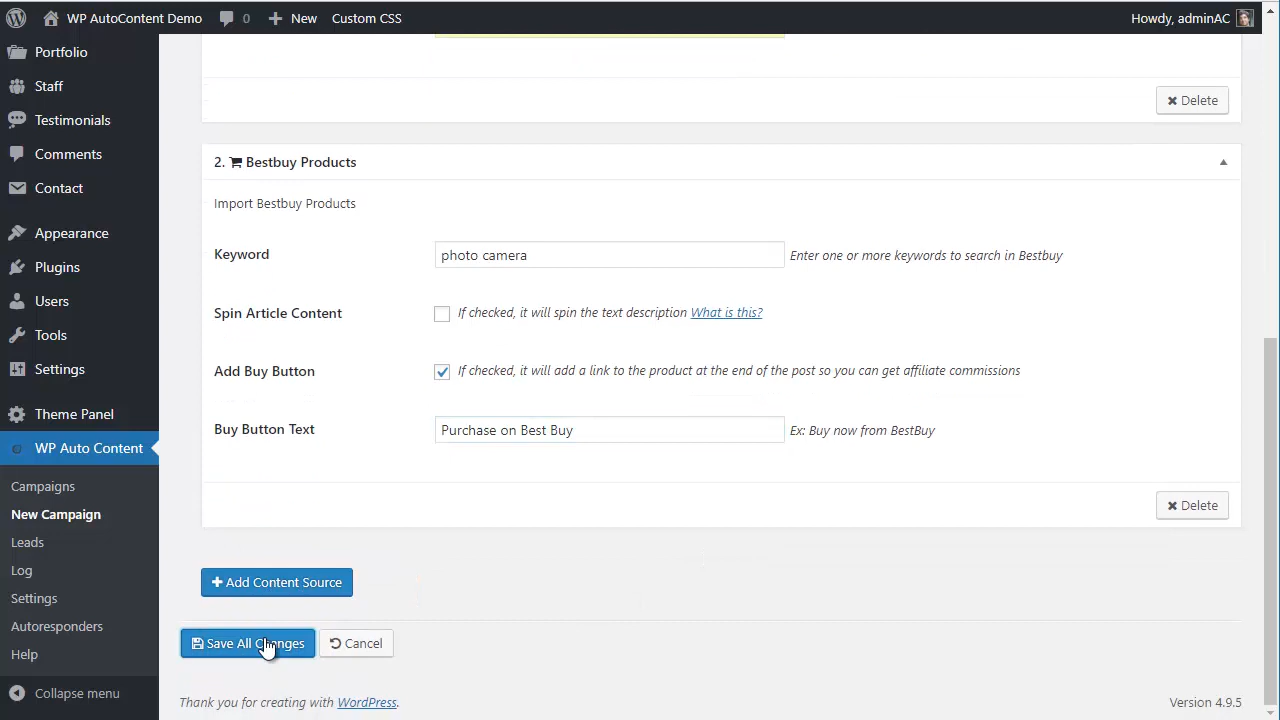 WP AutoContent Demo 0 New Custom CSS Howdy, adminAC
Portfolio
Staff
Testimonials
Comments
Contact
Appearance
Plugins
Users
Tools
Settings
Theme Panel
WP Auto Content
Campaigns
New Campaign
Leads
Log
Settings
Autoresponders
Help
Collapse menu
Delete
2. Bestbuy Products
Import Bestbuy Products
Keyword photo camera Enter one or more keywords to search in Bestbuy
Spin Article Content If checked, it will spin the text description What is this?
Add Buy Button If checked, it will add a link to the product at the end of the post so you can get affiliate commissions
Buy Button Text Purchase on Best Buy Ex: Buy now from BestBuy
Delete
Add Content Source
Save All Changes Cancel
Thank you for creating with WordPress. Version 4.9.5